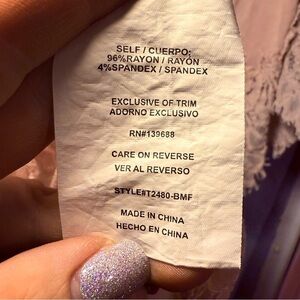 SELF / CUERPO:
96%RAYON / RAYÓN
4%SPANDEX / SPANDEX
EXCLUSIVE OF TRIM
ADORNO EXCLUSIVO
RN#139688
CARE ON REVERSE
VER AL REVERSO
STYLE#T2480-BMF
MADE IN CHINA
HECHO EN CHINA